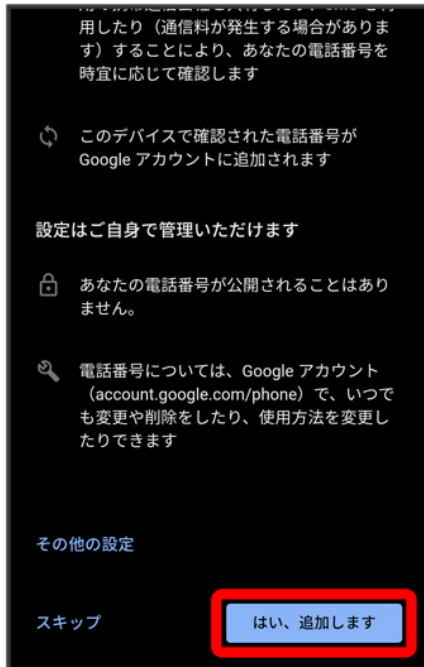 用したり（通信料が発生する場合がありま
す）することにより、あなたの電話番号を
時宜に応じて確認します
このデバイスで確認された電話番号が
Google アカウントに追加されます
設定はご自身で管理いただけます
あなたの電話番号が公開されることはあり
ません。
電話番号については、Google アカウント
（account.google.com/phone）で、いつで
も変更や削除をしたり、使用方法を変更し
たりできます
その他の設定
スキップ
はい、追加します